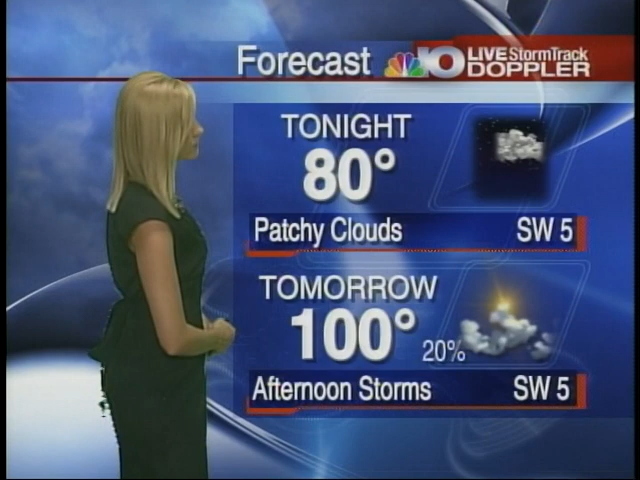 Forecast
10 LIVE StormTrack
DOPPLER
TONIGHT
80°
Patchy Clouds SW 5
TOMORROW
100° 20%
Afternoon Storms SW 5